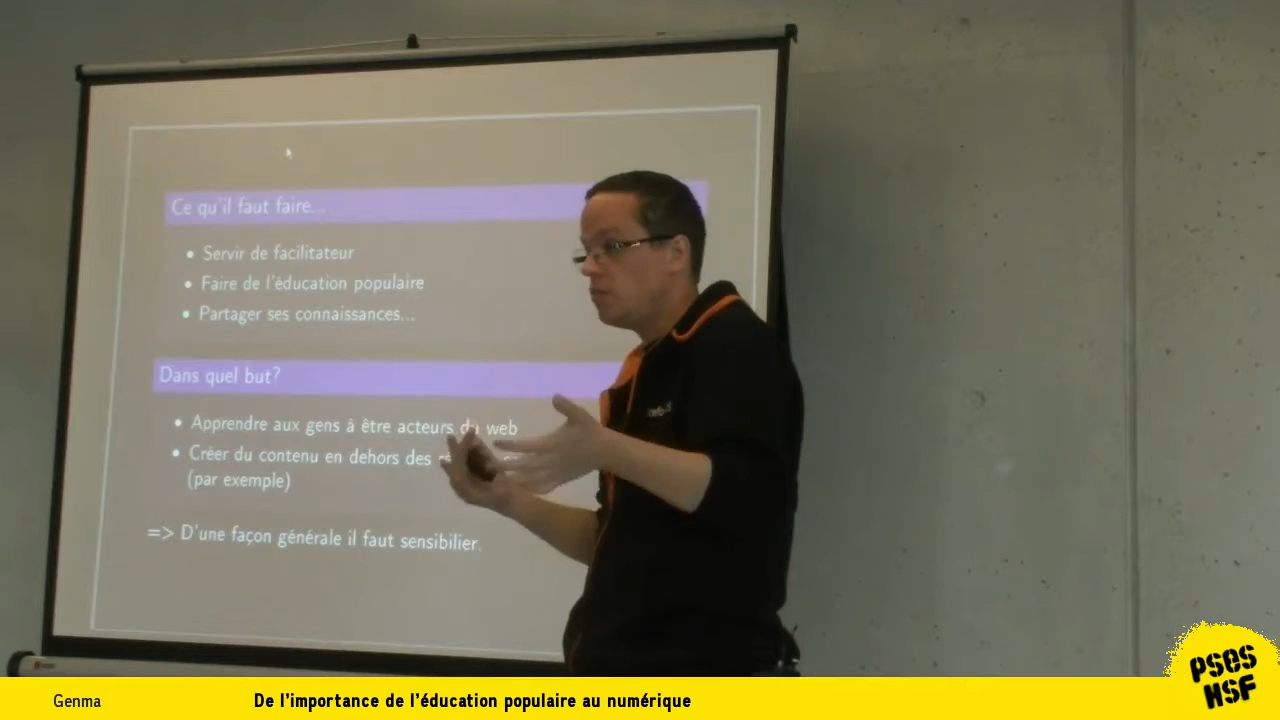 Ce qu'il faut faire...
• Servir de facilitateur
• Faire de l'éducation populaire
• Partager ses connaissances...
Dans quel but?
• Apprendre aux gens à être acteurs du web
• Créer du contenu en dehors des
(par exemple)
=> D'une façon générale il faut sensibilier.
PSES
HSF
Genma De l'importance de l'éducation populaire au numérique